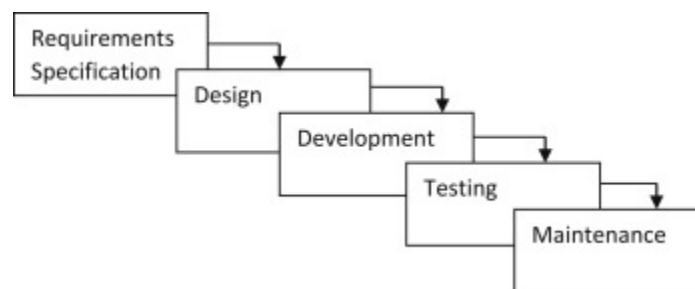 Requirements
Specification
Design
Development
Testing
Maintenance